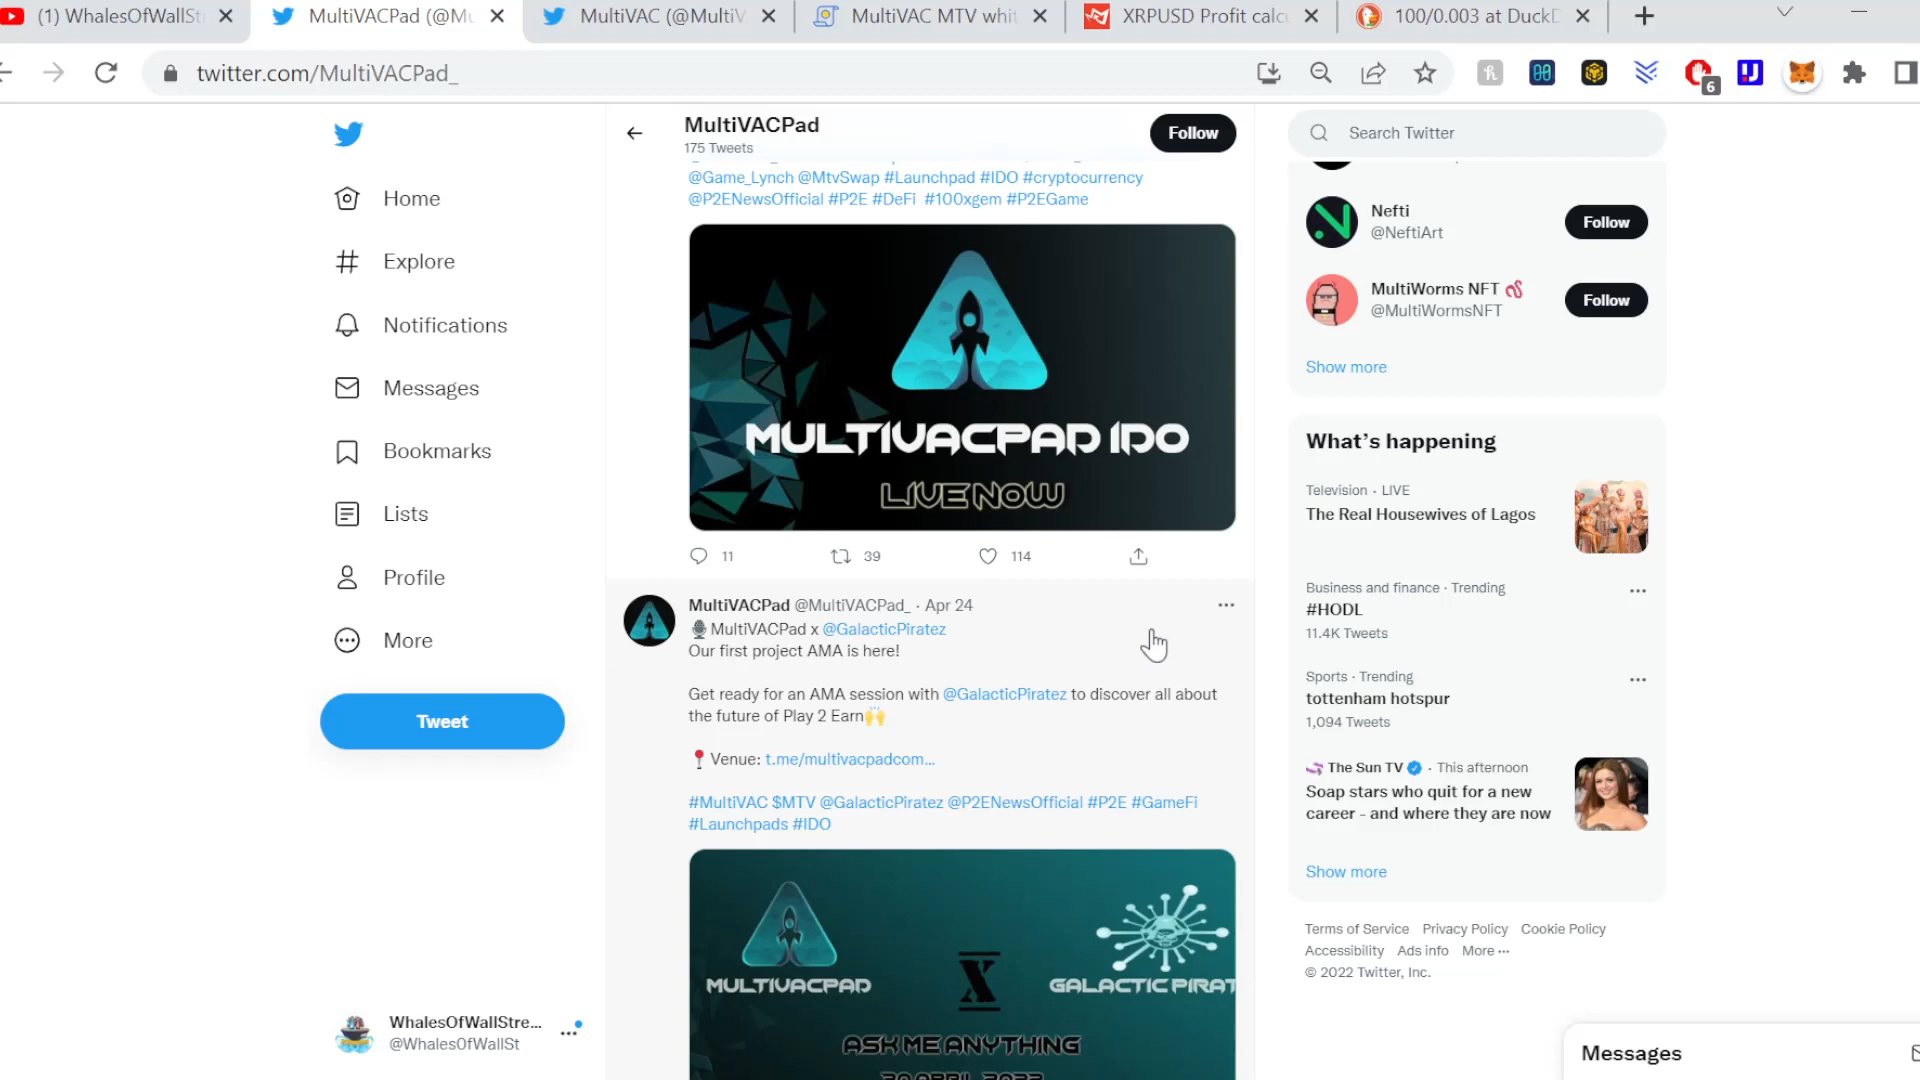 (1) WhalesOfWallStr
MultiVACPad (@Mu
MultiVAC (@MultiV
MultiVAC MTV whit
XRPUSD Profit calc
100/0.003 at DuckD
twitter.com/MultiVACPad_
6
MultiVACPad
175 Tweets
Follow
Search Twitter
Home
Explore
Notifications
Messages
Bookmarks
Lists
Profile
More
Tweet
WhalesOfWallStre...
@WhalesOfWallSt
@Game_Lynch @MtvSwap #Launchpad #IDO #cryptocurrency
@P2ENewsOfficial #P2E #DeFi #100xgem #P2EGame
MULTIVACPAD IDO
LIVE NOW
11 39 114
MultiVACPad @MultiVACPad_ · Apr 24
MultiVACPad x @GalacticPiratez
Our first project AMA is here!
Get ready for an AMA session with @GalacticPiratez to discover all about
the future of Play 2 Earn🙌
📍 Venue: t.me/multivacpadcom...
#MultiVAC $MTV @GalacticPiratez @P2ENewsOfficial #P2E #GameFi
#Launchpads #IDO
MULTIVACPAD
X
GALACTIC PIRAT
ASK ME ANYTHING
Nefti
@NeftiArt
Follow
MultiWorms NFT
@MultiWormsNFT
Follow
Show more
What's happening
Television · LIVE
The Real Housewives of Lagos
Business and finance · Trending
#HODL
11.4K Tweets
Sports · Trending
tottenham hotspur
1,094 Tweets
The Sun TV · This afternoon
Soap stars who quit for a new
career - and where they are now
Show more
Terms of Service Privacy Policy Cookie Policy
Accessibility Ads info More ···
© 2022 Twitter, Inc.
Messages